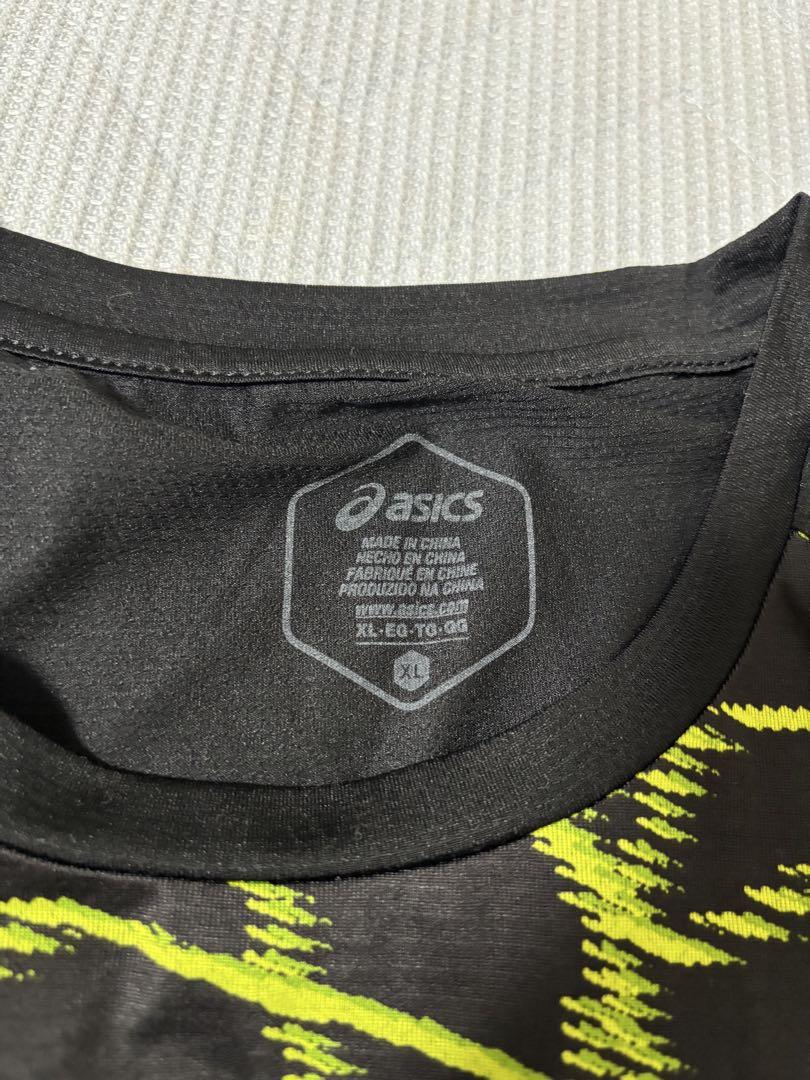 asics
MADE IN CHINA
HECHO EN CHINA
FABRIQUÉ EN CHINE
PRODUZIDO NA CHINA
www.asics.com
XL·EG·TG·GG
XL